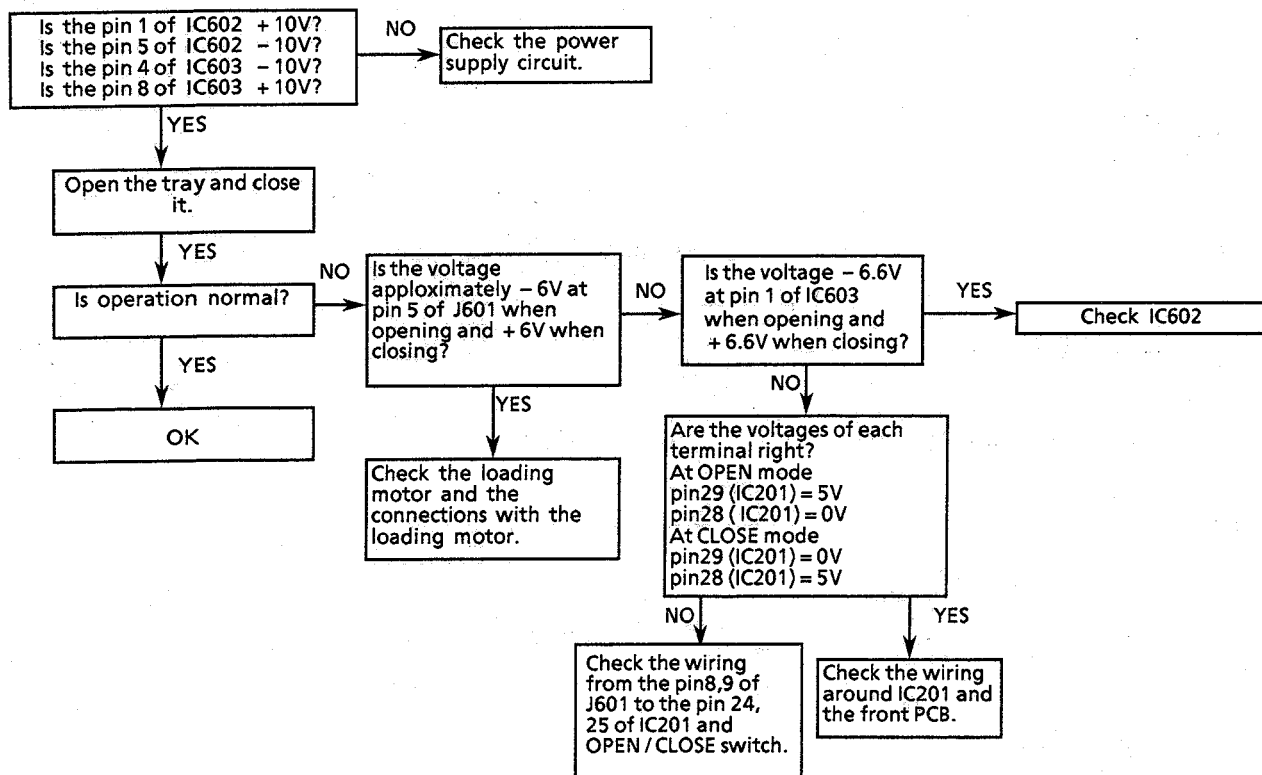 Is the pin 1 of IC602 + 10V?
Is the pin 5 of IC602 - 10V?
Is the pin 4 of IC603 - 10V?
Is the pin 8 of IC603 + 10V?
NO
Check the power
supply circuit.
YES
Open the tray and close
it.
YES
Is operation normal?
NO
Is the voltage
apploximately - 6V at
pin 5 of J601 when
opening and + 6V when
closing?
NO
Is the voltage - 6.6V
at pin 1 of IC603
when opening and
+ 6.6V when closing?
YES
Check IC602
YES
OK
YES
Check the loading
motor and the
connections with the
loading motor.
NO
Are the voltages of each
terminal right?
At OPEN mode
pin29 (IC201) = 5V
pin28 ( IC201) = 0V
At CLOSE mode
pin29 (IC201) = 0V
pin28 (IC201) = 5V
NO
Check the wiring
from the pin8,9 of
J601 to the pin 24,
25 of IC201 and
OPEN / CLOSE switch.
YES
Check the wiring
around IC201 and
the front PCB.